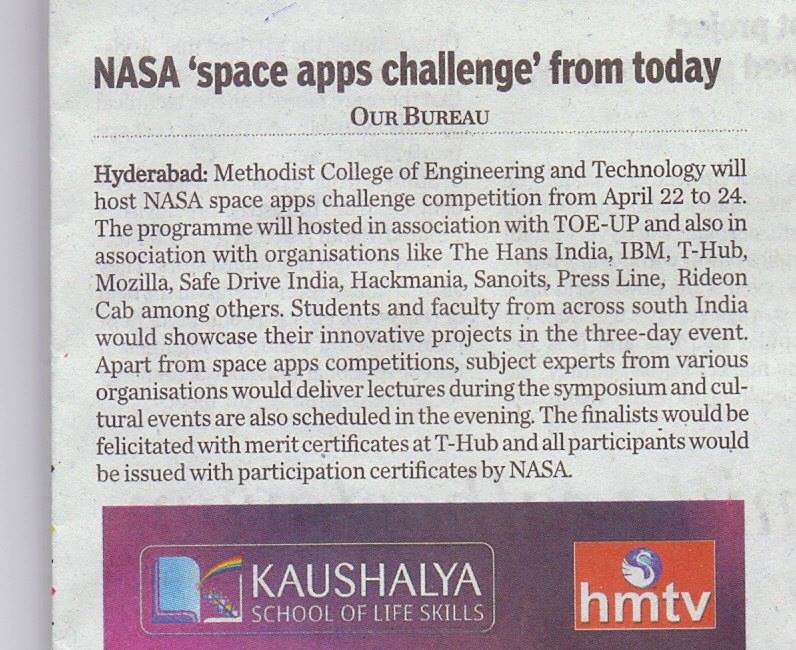 NASA ‘space apps challenge’ from today
OUR BUREAU
Hyderabad: Methodist College of Engineering and Technology will
host NASA space apps challenge competition from April 22 to 24.
The programme will hosted in association with TOE-UP and also in
association with organisations like The Hans India, IBM, T-Hub,
Mozilla, Safe Drive India, Hackmania, Sanoits, Press Line, Rideon
Cab among others. Students and faculty from across south India
would showcase their innovative projects in the three-day event.
Apart from space apps competitions, subject experts from various
organisations would deliver lectures during the symposium and cul-
tural events are also scheduled in the evening. The finalists would be
felicitated with merit certificates at T-Hub and all participants would
be issued with participation certificates by NASA.
KAUSHALYA
SCHOOL OF LIFE SKILLS
hmtv